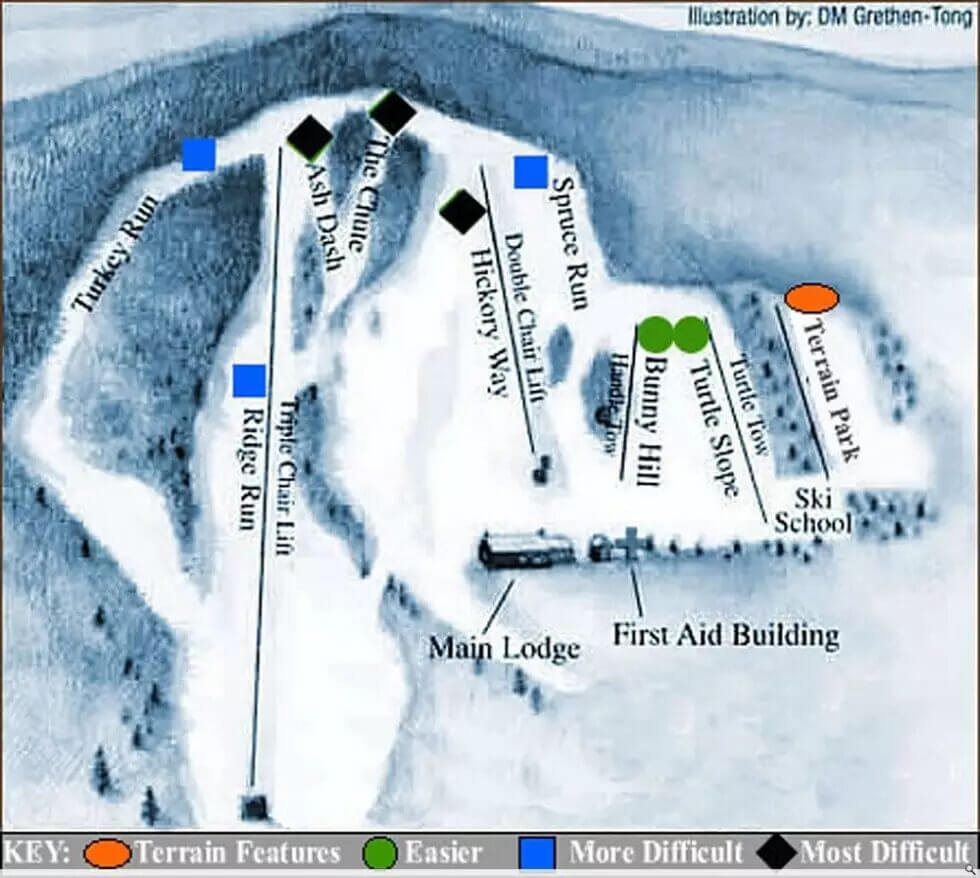 Illustration by: DM Grethen-Tong
Turkey Run
Ash Dash
The Chute
Spruce Run
Double Chair Lift
Hickory Way
Ridge Run
Triple Chair Lift
Handle Tow
Bunny Hill
Turtle Slope
Turtle Tow
Terrain Park
Ski
School
Main Lodge
First Aid Building
KEY: Terrain Features Easier More Difficult Most Difficult